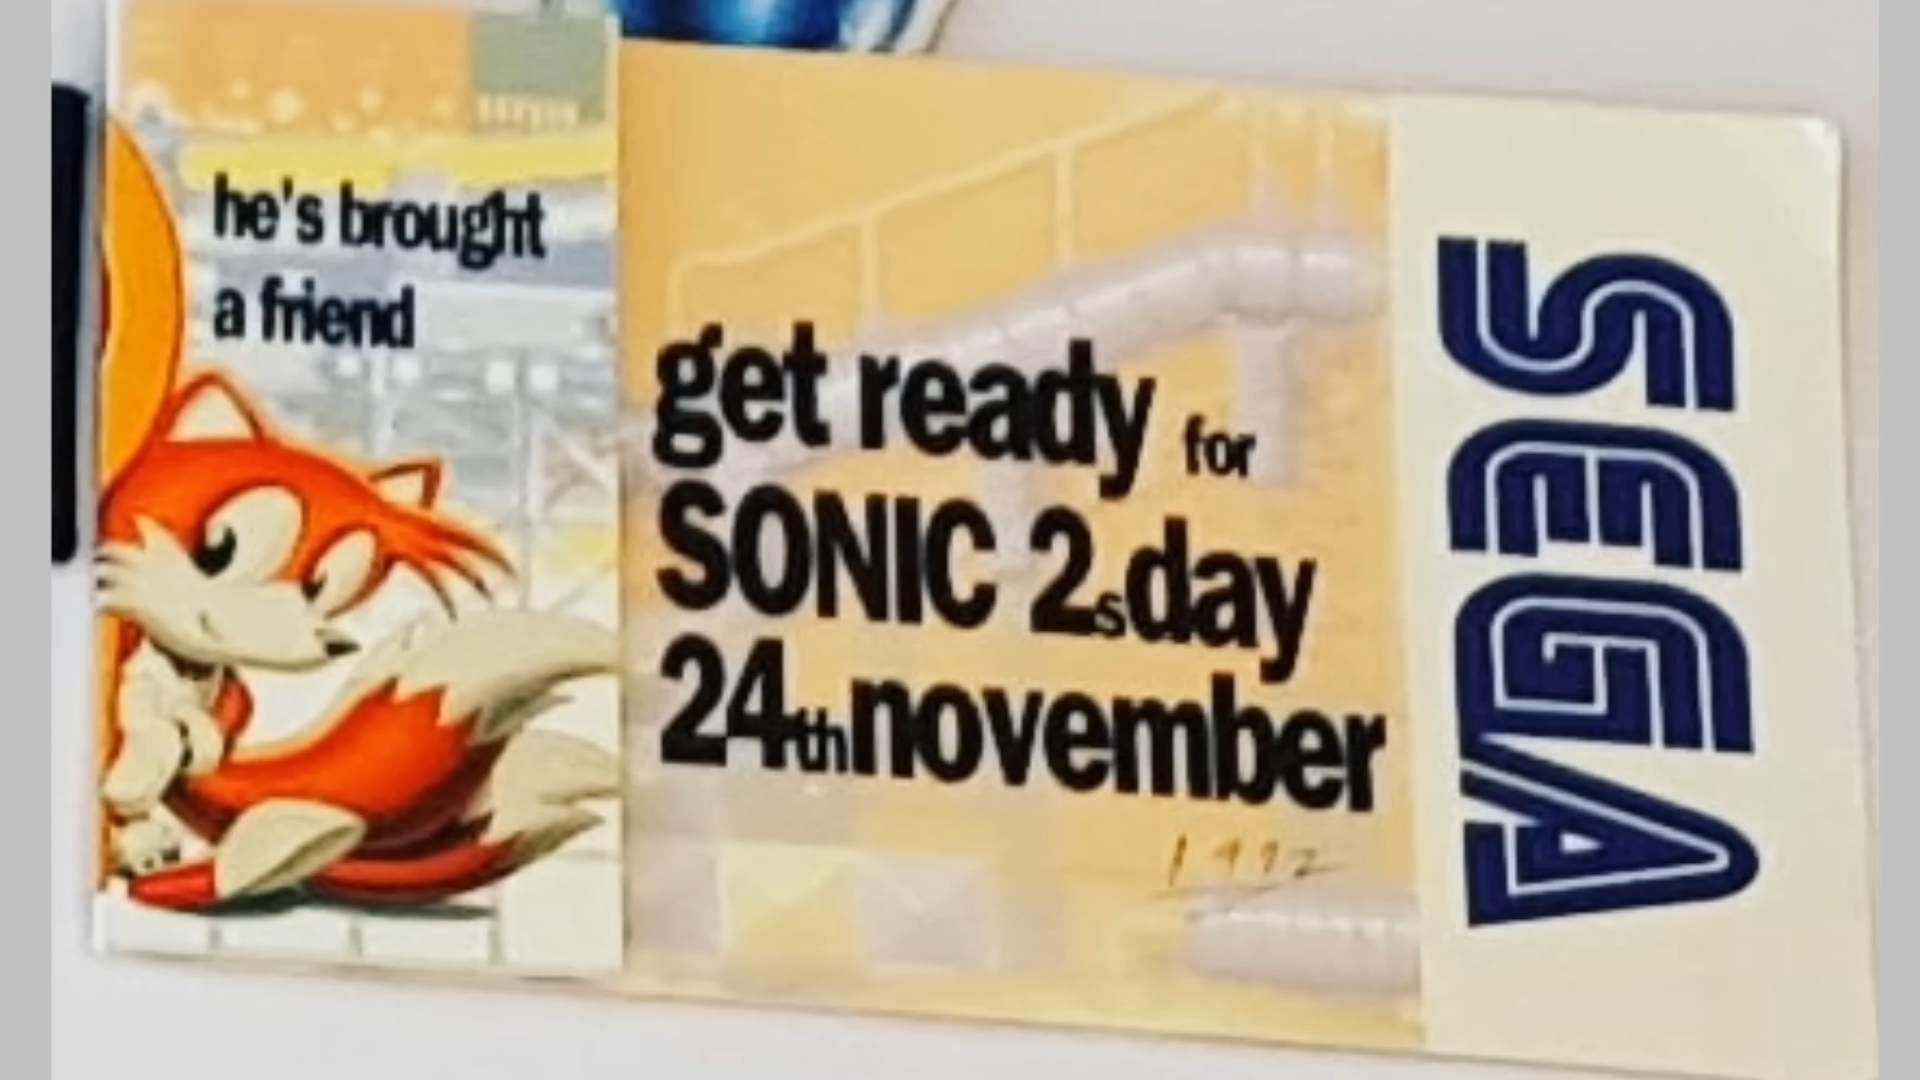 he's brought
a friend
get ready for
SONIC 2sday
24th november
1992
SEGA